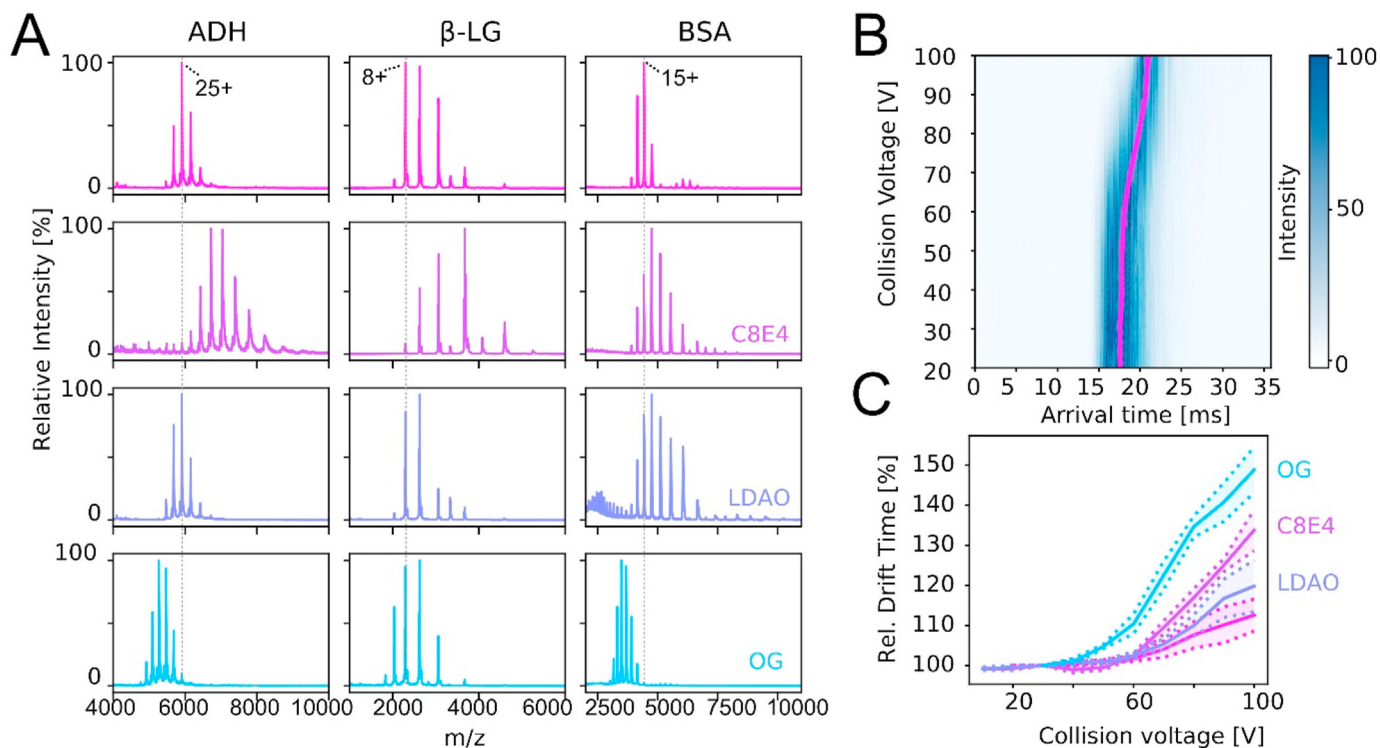 A
ADH
β-LG
BSA
100
0
25+
8+
15+
100
0
C8E4
100
0
LDAO
100
0
OG
Relative Intensity [%]
4000 6000 8000 10000
2000 4000 6000
2500 5000 7500 10000
m/z
B
Collision Voltage [V]
100
90
80
70
60
50
40
30
20
0 5 10 15 20 25 30 35
Arrival time [ms]
100
50
0
Intensity
C
Rel. Drift Time [%]
150
140
130
120
110
100
OG
C8E4
LDAO
20 60 80 100
Collision voltage [V]